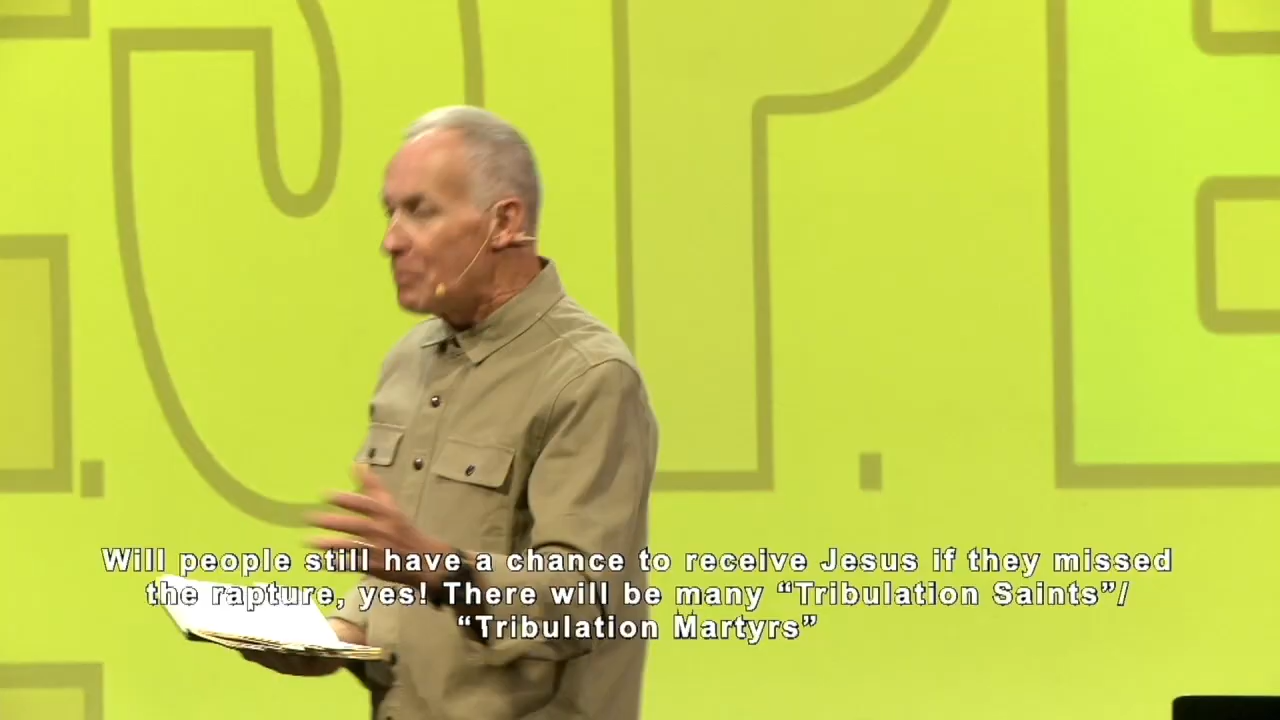 E.S.P.E
Will people still have a chance to receive Jesus if they missed
the rapture, yes! There will be many “Tribulation Saints”/
“Tribulation Martyrs”